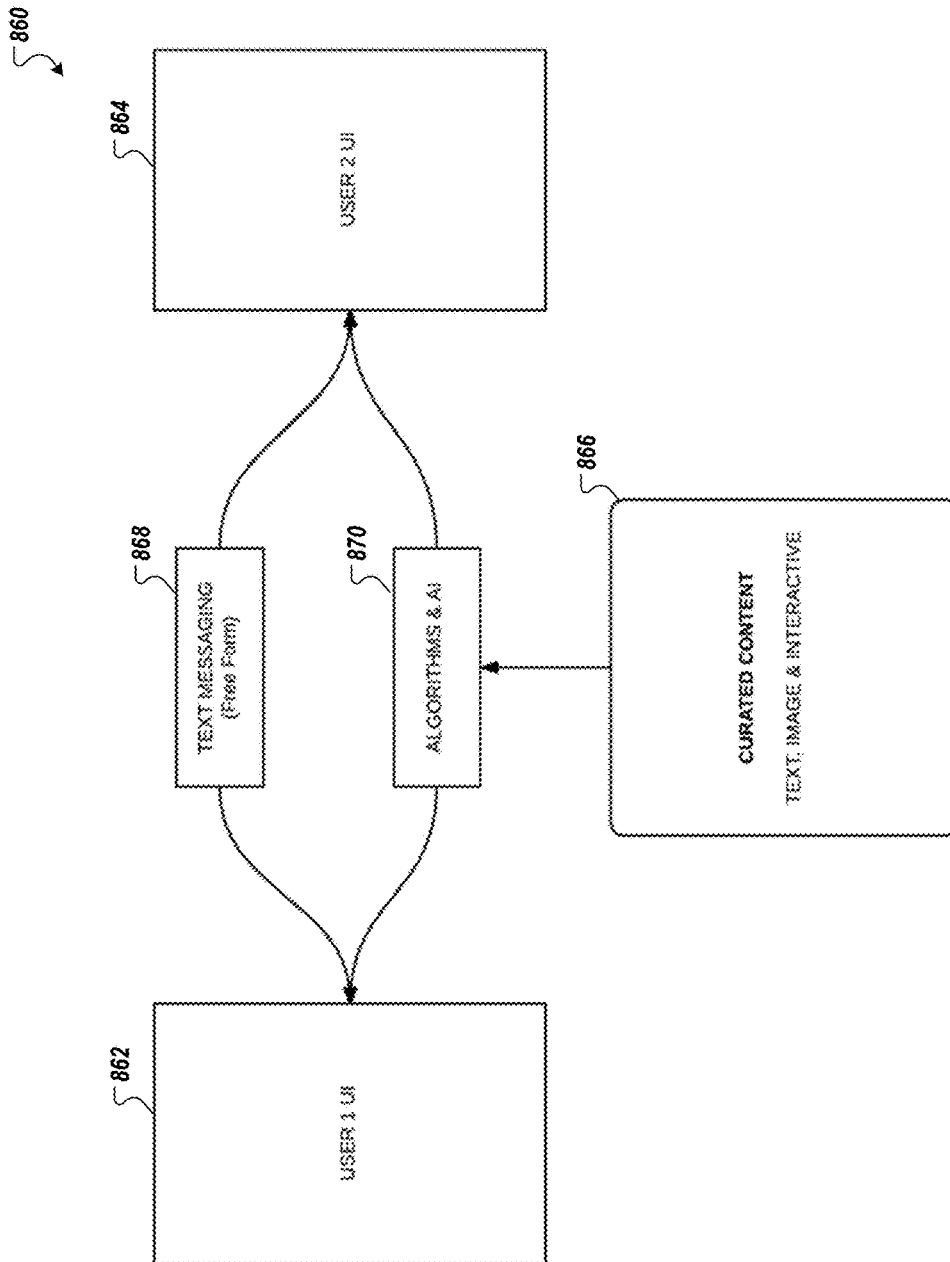 860
862
USER 1 UI
868
TEXT MESSAGING
(Free Form)
864
USER 2 UI
870
ALGORITHMS & AI
866
CURATED CONTENT
TEXT, IMAGE & INTERACTIVE